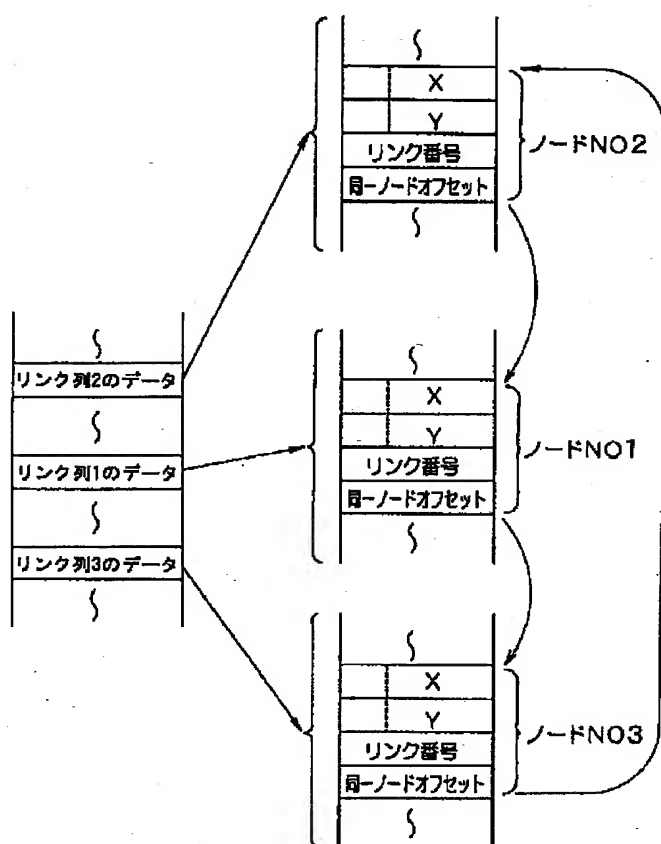 X
Y
リンク番号
同一ノードオフセット
ノードNO2
リンク列2のデータ
リンク列1のデータ
リンク列3のデータ
X
Y
リンク番号
同一ノードオフセット
ノードNO1
X
Y
リンク番号
同一ノードオフセット
ノードNO3